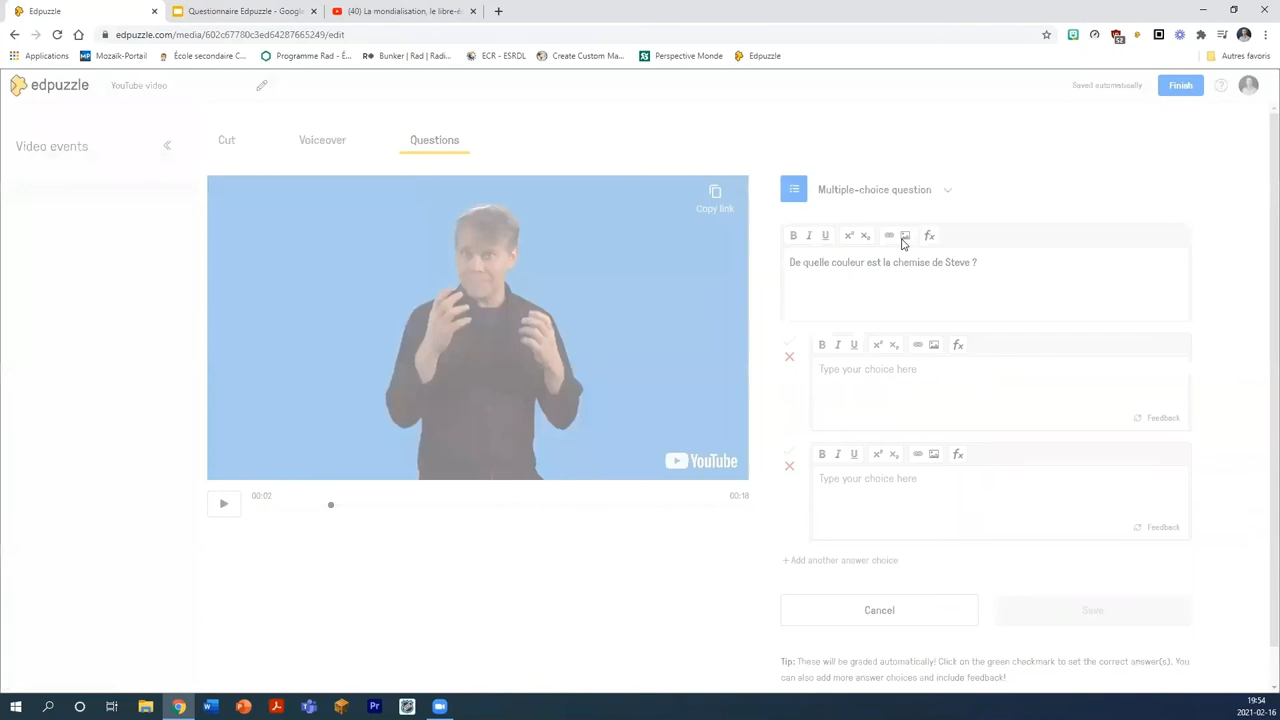 Edpuzzle
Questionnaire Edpuzzle - Google
(40) La mondialisation, le libre-é
edpuzzle.com/media/602c67780c3ed64287665249/edit
57
Applications
Mozaïk-Portail
École secondaire C...
Programme Rad - É...
Bunker | Rad | Radi...
ECR - ESRDL
Create Custom Ma...
Perspective Monde
Edpuzzle
Autres favoris
edpuzzle
YouTube video
Saved automatically
Finish
?
Video events
Cut
Voiceover
Questions
Multiple-choice question
Copy link
B I U x² x₂ fx
De quelle couleur est la chemise de Steve ?
B I U x² x₂ fx
Type your choice here
Feedback
B I U x² x₂ fx
Type your choice here
Feedback
YouTube
00:02
00:18
+ Add another answer choice
Cancel
Save
Tip: These will be graded automatically! Click on the green checkmark to set the correct answer(s). You
can also add more answer choices and include feedback!
19:54
2021-02-16